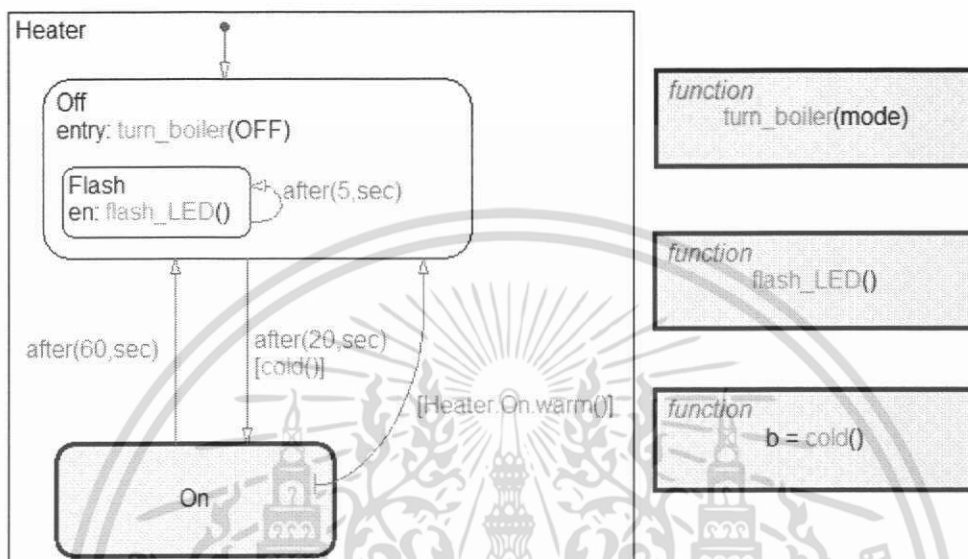 Heater
Off
entry: turn_boiler(OFF)
Flash
en: flash_LED()
after(5,sec)
after(60,sec)
after(20,sec)
[cold()]
[Heater.On.warm()]
On
function
turn_boiler(mode)
function
flash_LED()
function
b = cold()